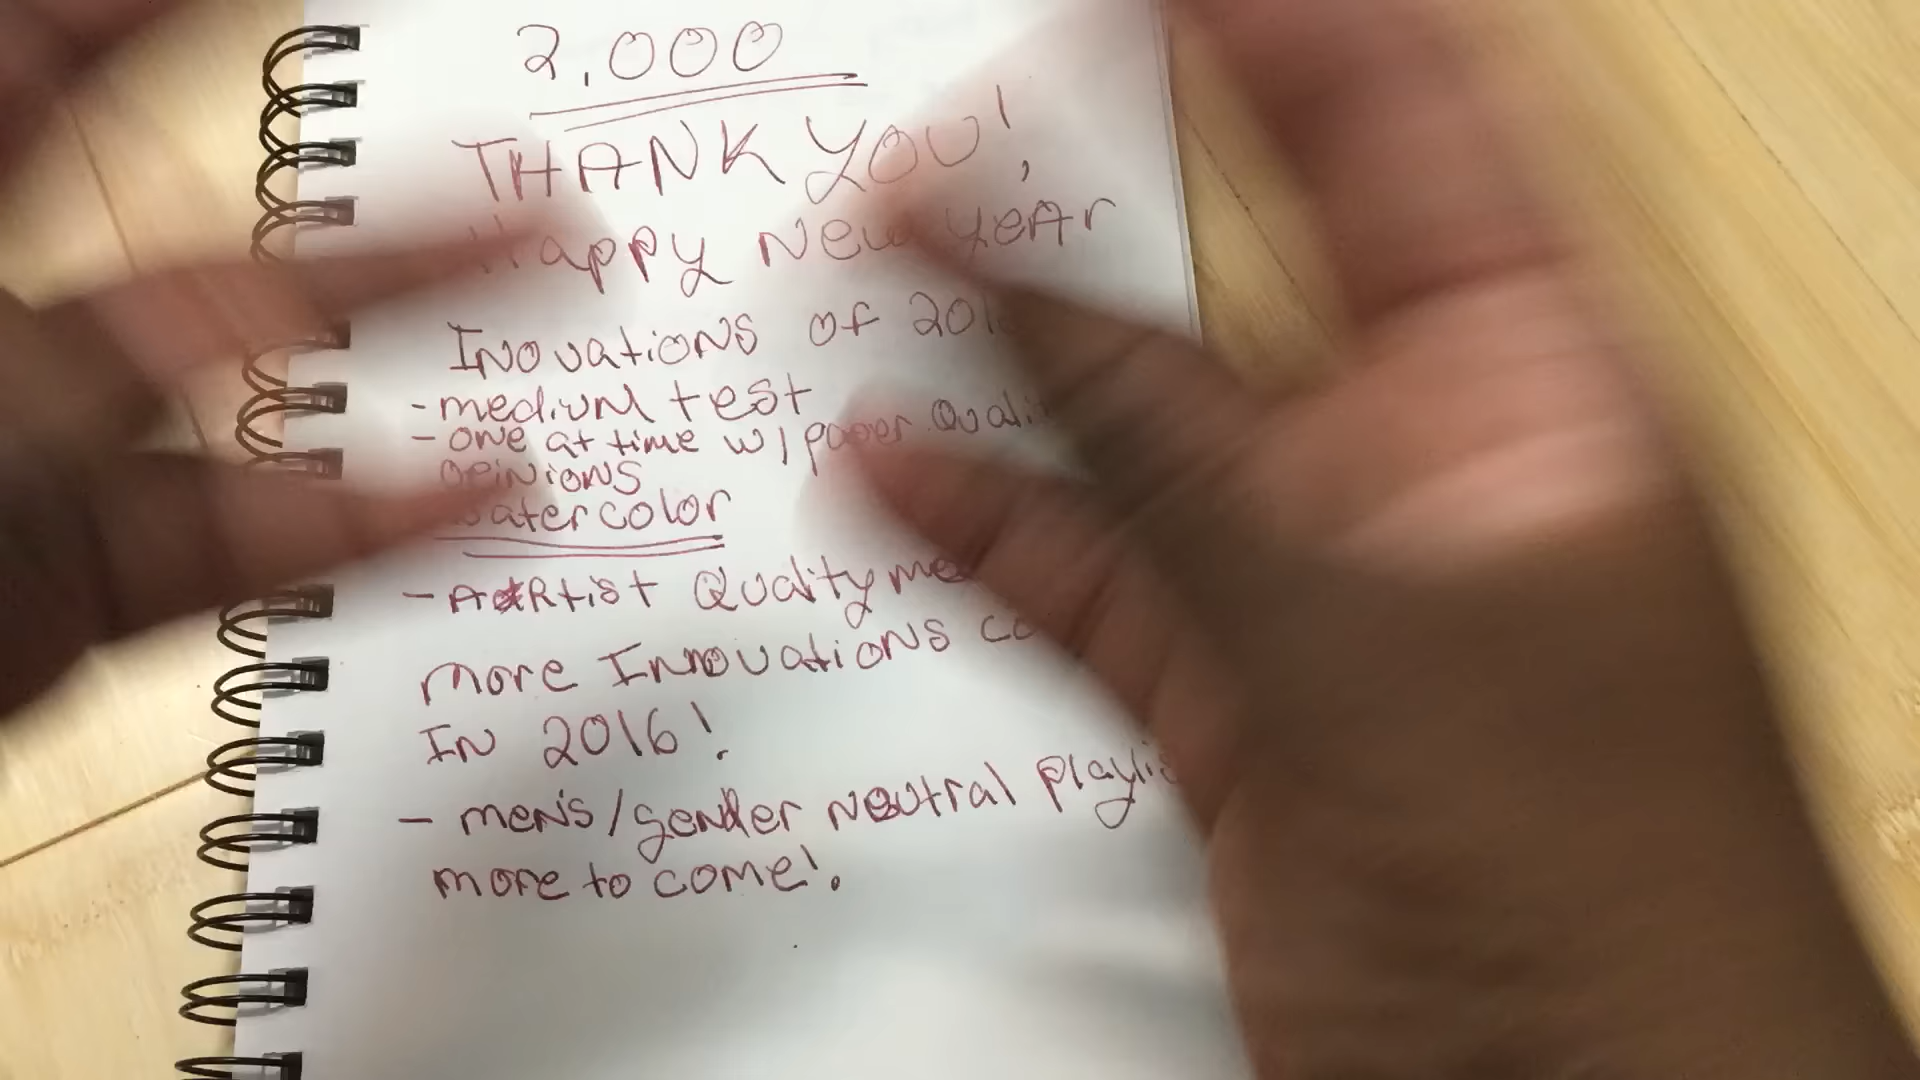 2,000
THANK YOU!
Happy New Year
Inovations of
- medium test
- one at time w/ paper
opinions
watercolor
- Artist Quality
more Innovations
In 2016!
- men's/gender neutral
more to come!